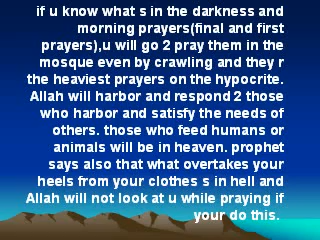 if u know what s in the darkness and
morning prayers(final and first
prayers),u will go 2 pray them in the
mosque even by crawling and they r
the heaviest prayers on the hypocrite.
Allah will harbor and respond 2 those
who harbor and satisfy the needs of
others. those who feed humans or
animals will be in heaven. prophet
says also that what overtakes your
heels from your clothes s in hell and
Allah will not look at u while praying if
your do this.